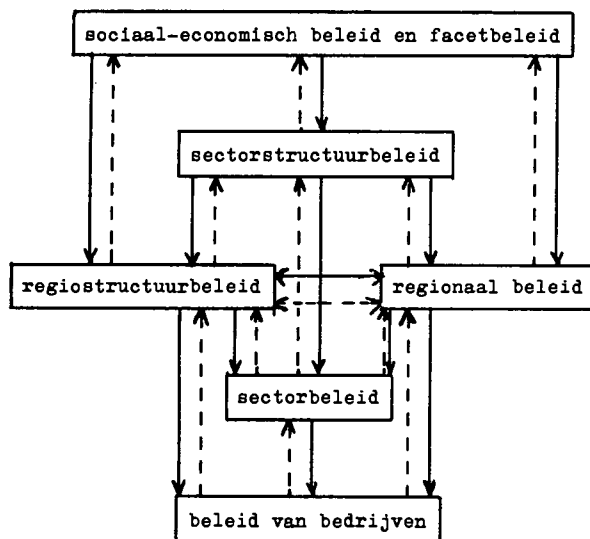 sociaal-economisch beleid en facetbeleid
sectorstructuurbeleid
regiostructuurbeleid
regionaal beleid
sectorbeleid
beleid van bedrijven